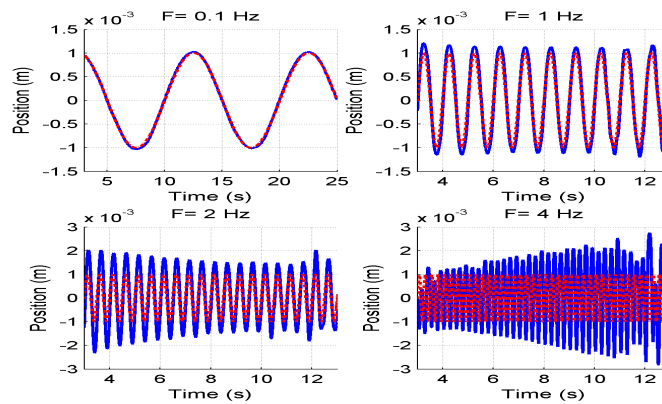 F= 0.1 Hz
x 10⁻³
Position (m)
1.5
1
0.5
0
-0.5
-1
-1.5
5 10 15 20 25
Time (s)
F= 1 Hz
x 10⁻³
Position (m)
1.5
1
0.5
0
-0.5
-1
-1.5
4 6 8 10 12
Time (s)
F= 2 Hz
x 10⁻³
Position (m)
3
2
1
0
-1
-2
-3
4 6 8 10 12
Time (s)
F= 4 Hz
x 10⁻³
Position (m)
3
2
1
0
-1
-2
-3
4 6 8 10 12
Time (s)